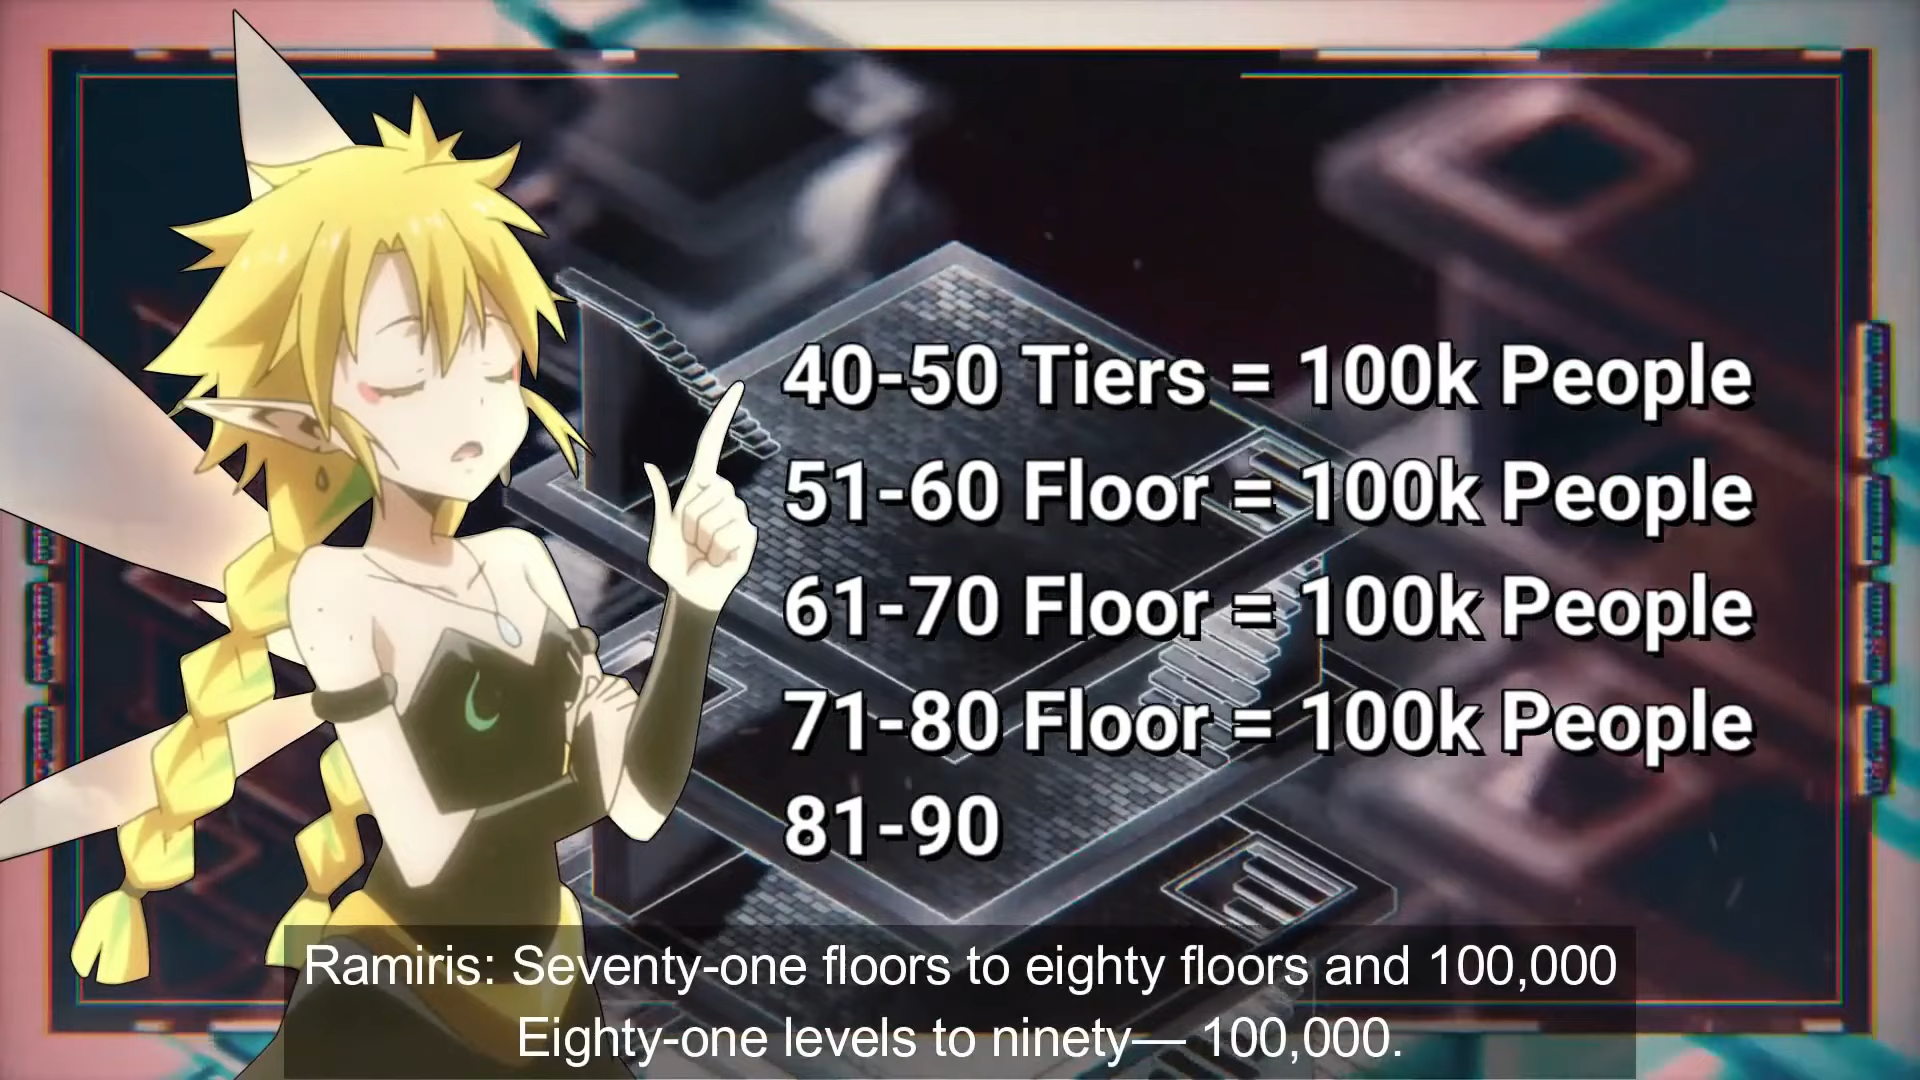 40-50 Tiers = 100k People
51-60 Floor = 100k People
61-70 Floor = 100k People
71-80 Floor = 100k People
81-90
Ramiris: Seventy-one floors to eighty floors and 100,000
Eighty-one levels to ninety— 100,000.